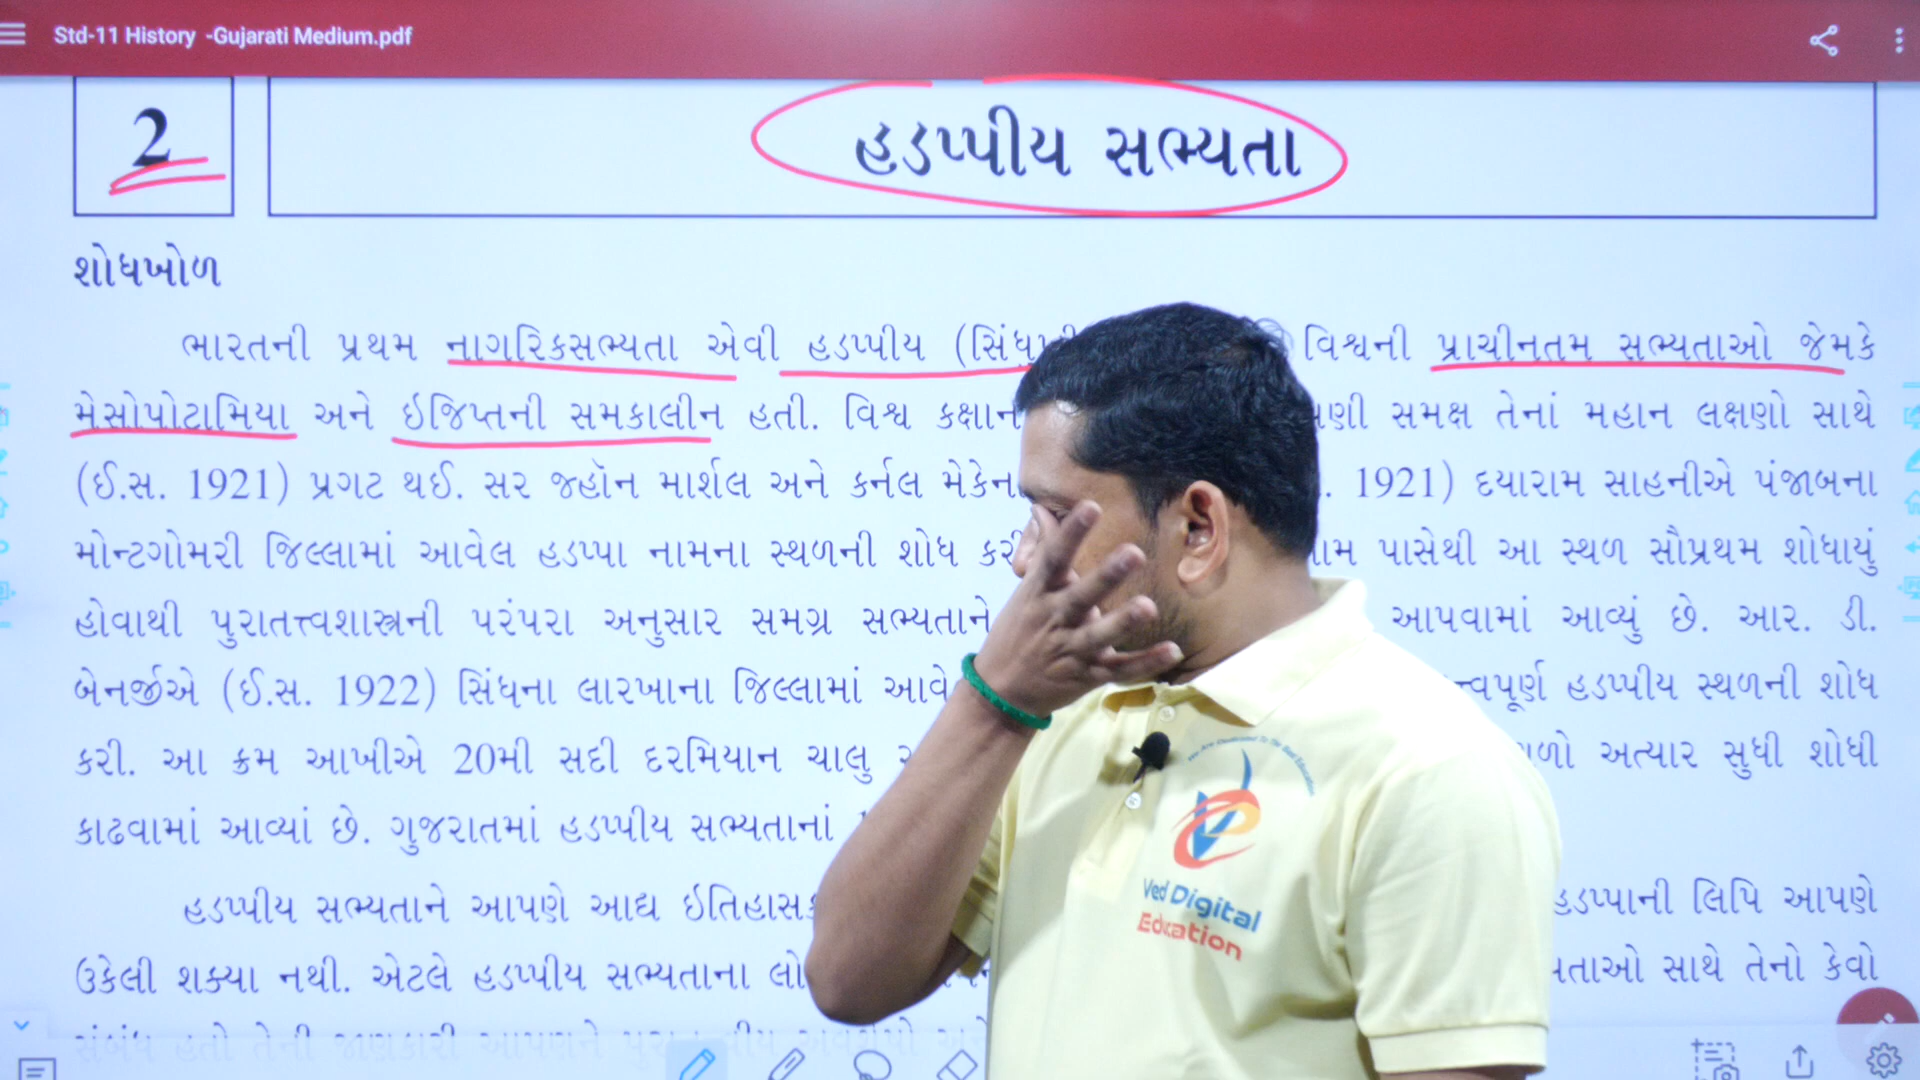 Std-11 History -Gujarati Medium.pdf
2
હડપ્પીય સભ્યતા
શોધખોળ
ભારતની પ્રથમ નાગરિકસભ્યતા એવી હડપ્પીય વિશ્વની પ્રાચીનતમ સભ્યતાઓ જેમકે
મેસોપોટામિયા અને ઇજિપ્તની સમકાલીન હતી. વિશ્વ સમક્ષ તેનાં મહાન લક્ષણો સાથે
(ઈ.સ. 1921) પ્રગટ થઈ. સર જ્હૉન માર્શલ અને કર્નલ 1921) દયારામ સાહનીએ પંજાબના
મોન્ટગોમરી જિલ્લામાં આવેલ હડપ્પા નામના સ્થળની શોધ પાસેથી આ સ્થળ સૌપ્રથમ શોધાયું
હોવાથી પુરાતત્ત્વશાસ્ત્રની પરંપરા અનુસાર સમગ્ર સભ્યતાને આપવામાં આવ્યું છે. આર. ડી.
બેનર્જીએ (ઈ.સ. 1922) સિંધના લારખાના જિલ્લામાં હડપ્પીય સ્થળની શોધ
કરી. આ ક્રમ આખીએ 20મી સદી દરમિયાન ચાલુ અત્યાર સુધી શોધી
કાઢવામાં આવ્યાં છે. ગુજરાતમાં હડપ્પીય સભ્યતાનાં
હડપ્પીય સભ્યતાને આપણે આદ્ય હડપ્પાની લિપિ આપણે
ઉકેલી શક્યા નથી. એટલે હડપ્પીય સભ્યતાના સાથે તેનો કેવો
સંબંધ હતો તેની જાણકારી આપણને
Ved Digital
Education